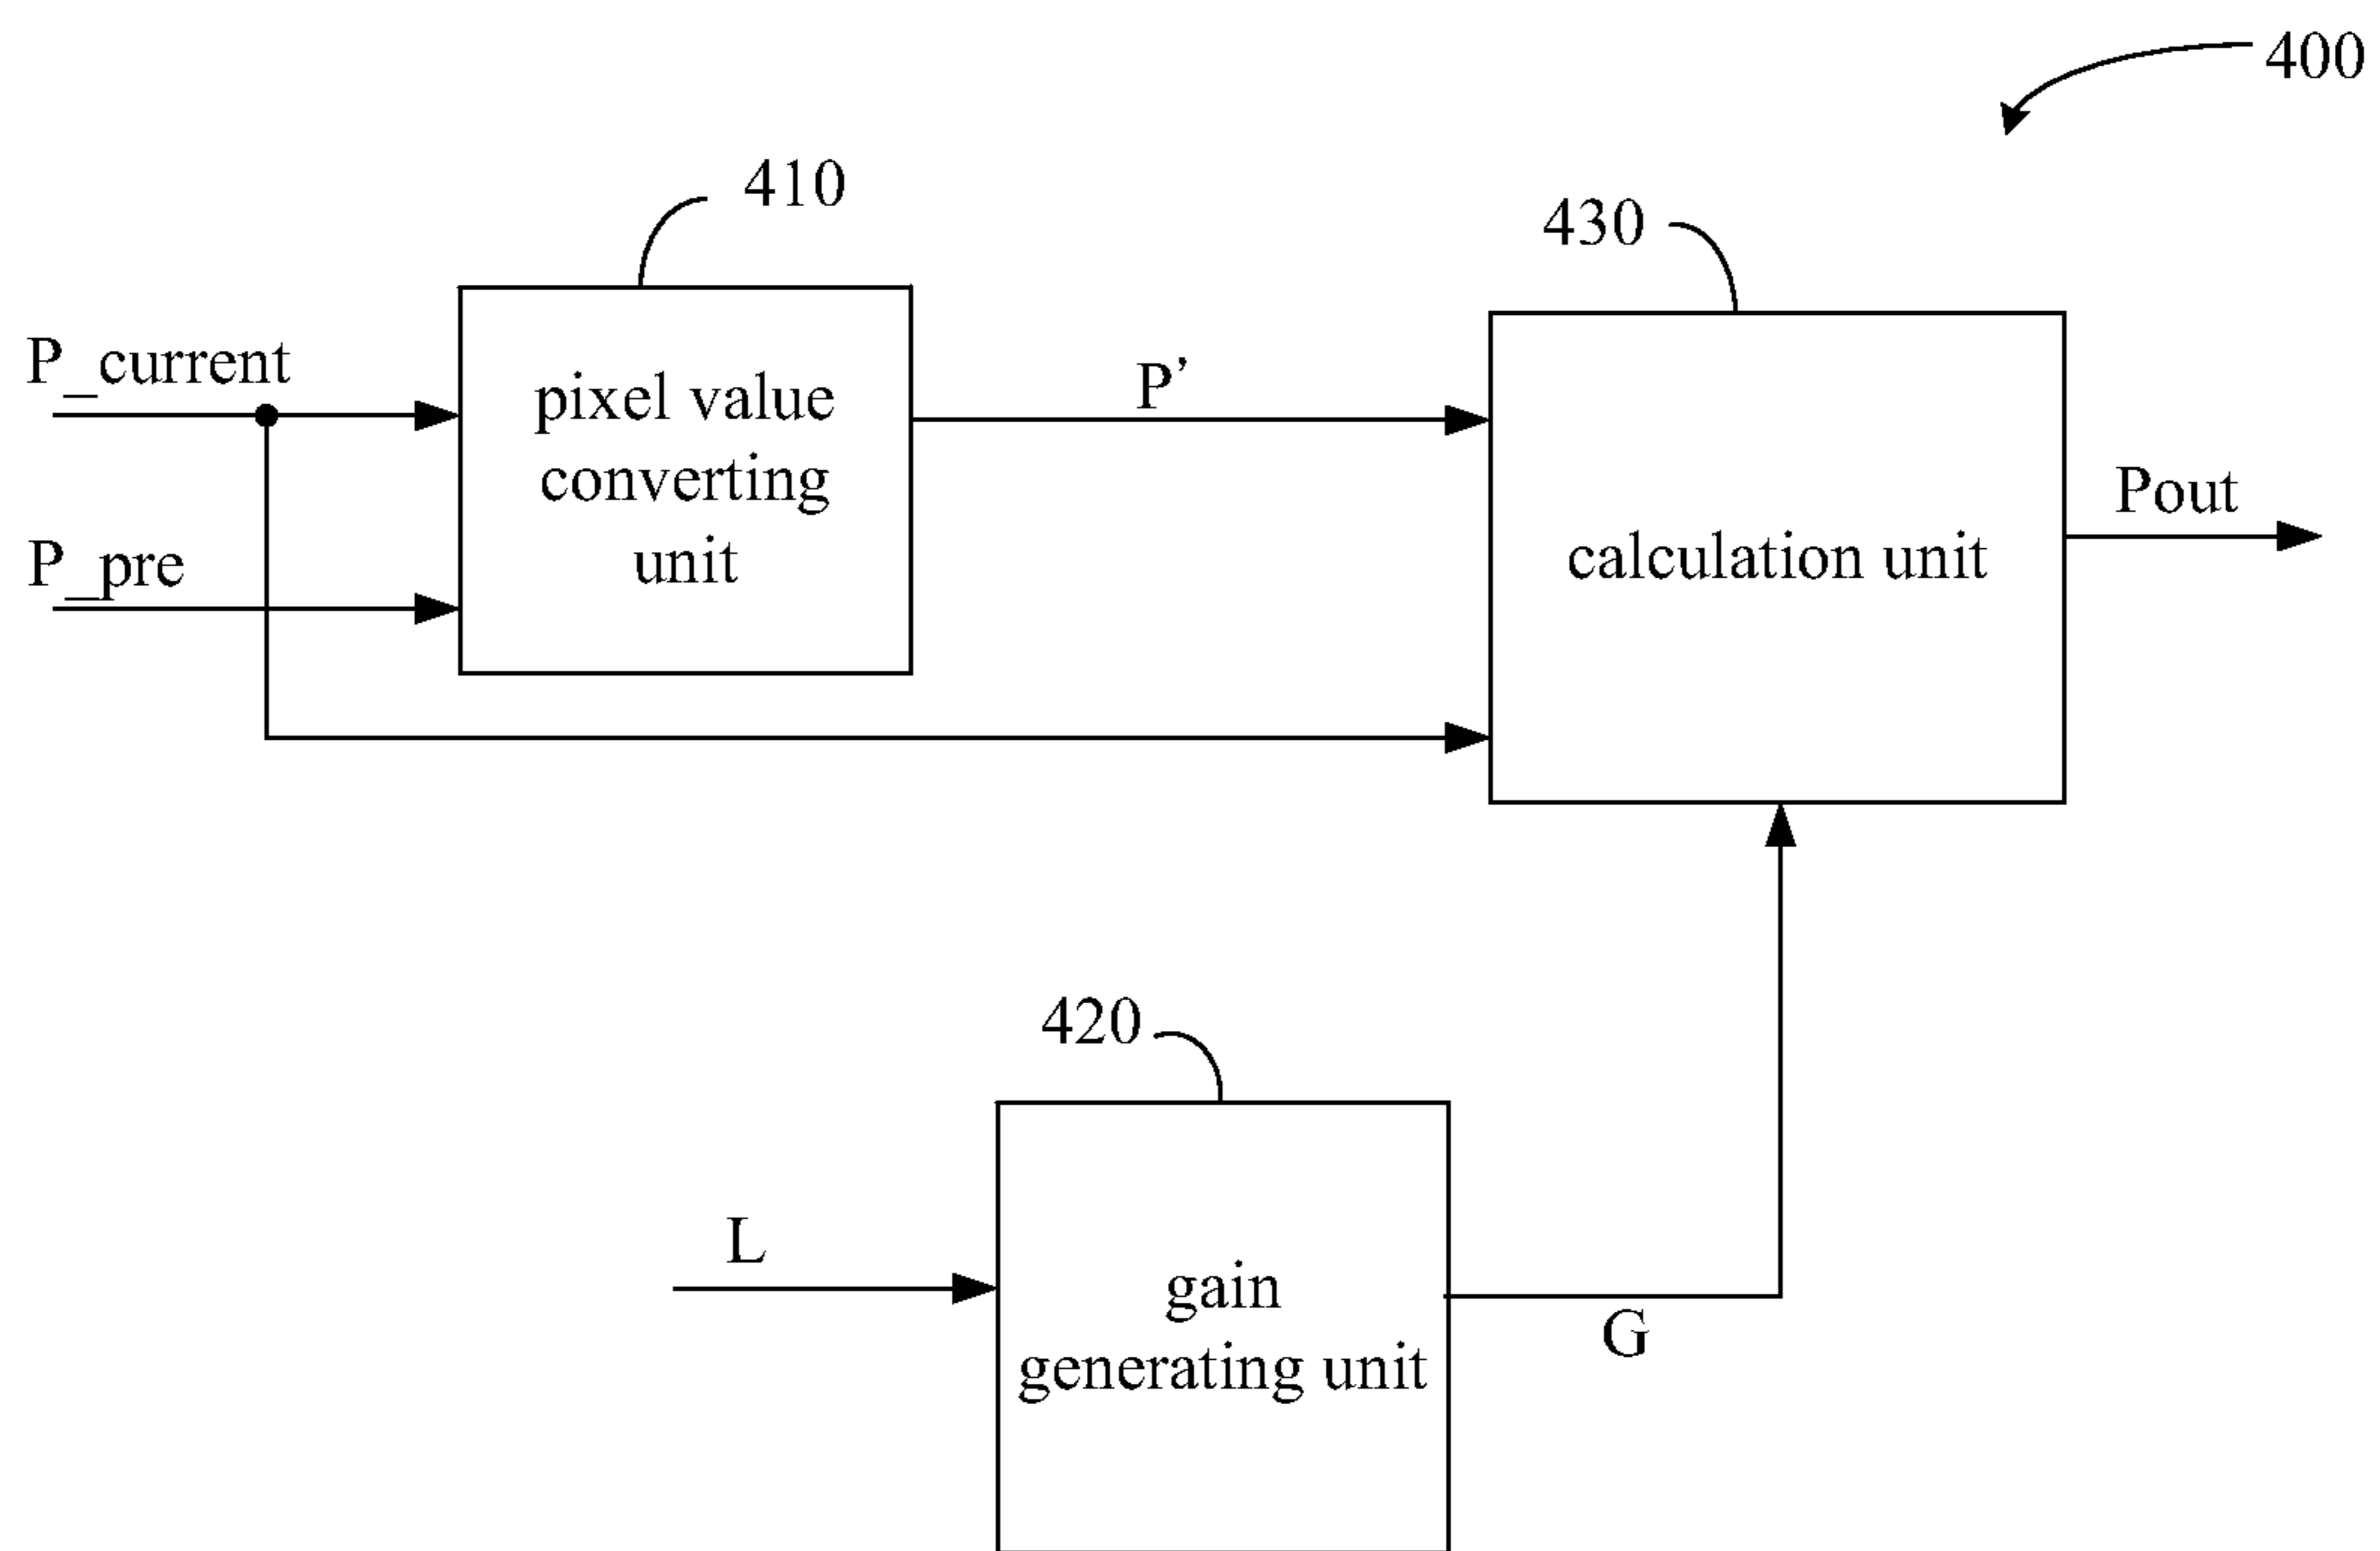 400
410
430
P_current
pixel value
converting
unit
P’
P_pre
calculation unit
Pout
420
L
gain
generating unit
G